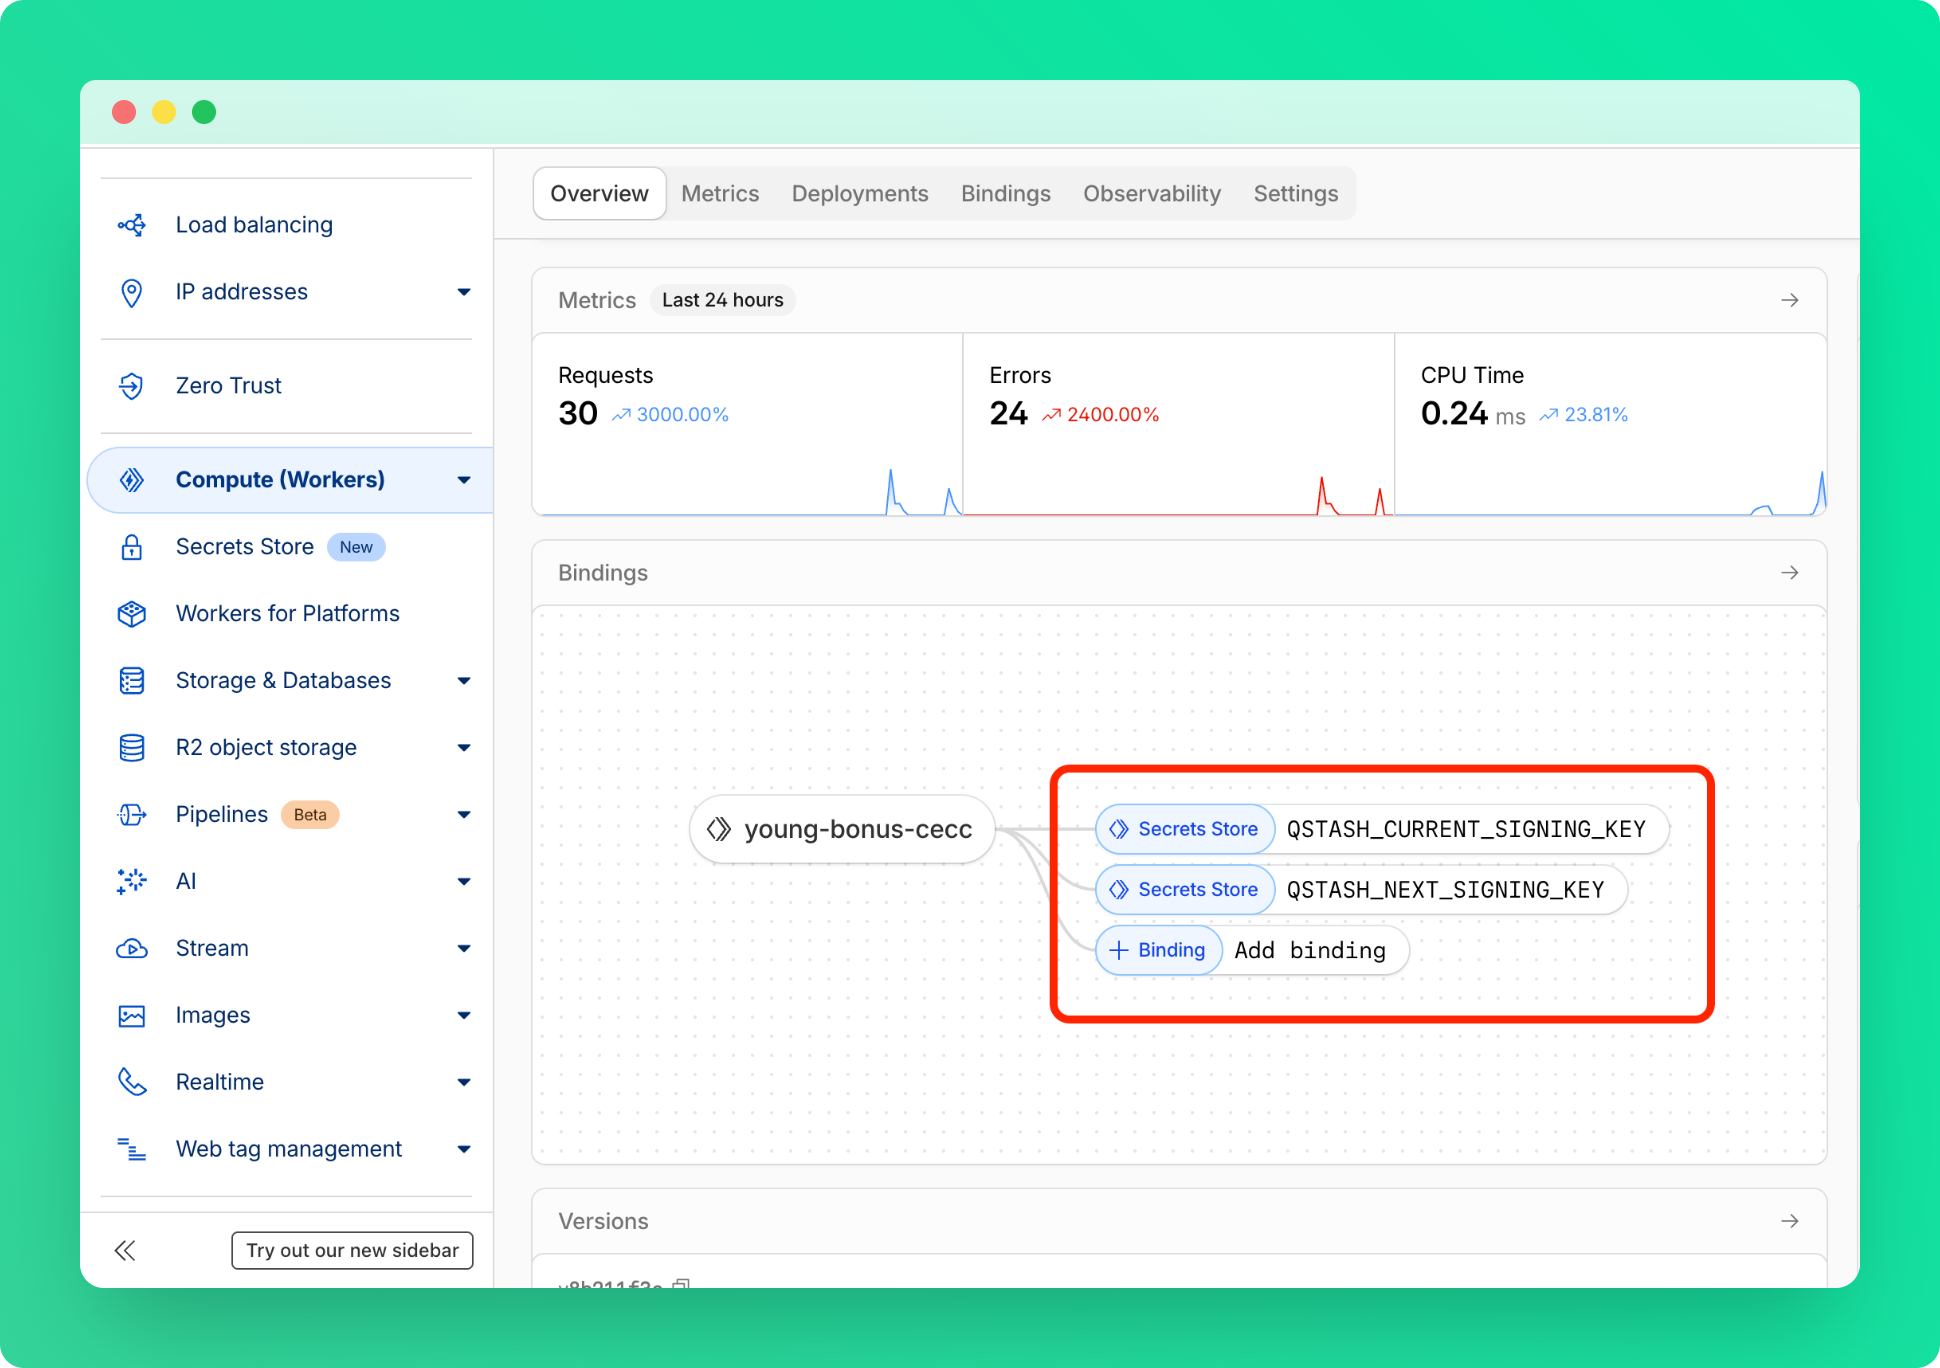 Load balancing
IP addresses
Zero Trust
Compute (Workers)
Secrets Store New
Workers for Platforms
Storage & Databases
R2 object storage
Pipelines Beta
AI
Stream
Images
Realtime
Web tag management
Try out our new sidebar
Overview Metrics Deployments Bindings Observability Settings
Metrics Last 24 hours
Requests
30 3000.00%
Errors
24 2400.00%
CPU Time
0.24 ms 23.81%
Bindings
young-bonus-cecc
Secrets Store QSTASH_CURRENT_SIGNING_KEY
Secrets Store QSTASH_NEXT_SIGNING_KEY
Binding Add binding
Versions